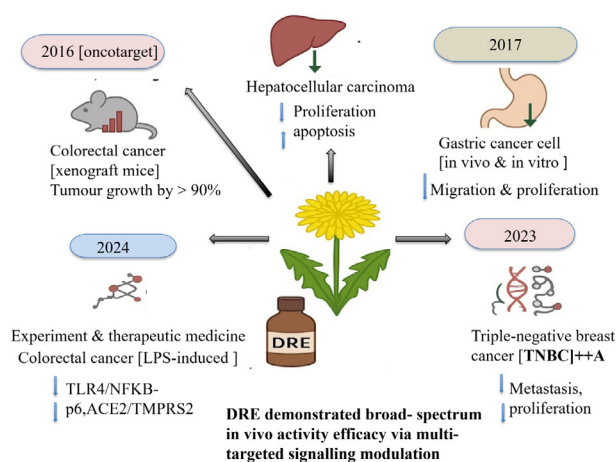 2016 [oncotarget]
Colorectal cancer
[xenograft mice]
Tumour growth by > 90%
Hepatocellular carcinoma
Proliferation
apoptosis
2017
Gastric cancer cell
[in vivo & in vitro ]
Migration & proliferation
2024
Experiment & therapeutic medicine
Colorectal cancer [LPS-induced ]
TLR4/NFKB-
p6,ACE2/TMPRS2
DRE
2023
Triple-negative breast
cancer [TNBC]++A
Metastasis,
proliferation
DRE demonstrated broad- spectrum
in vivo activity efficacy via multi-
targeted signalling modulation